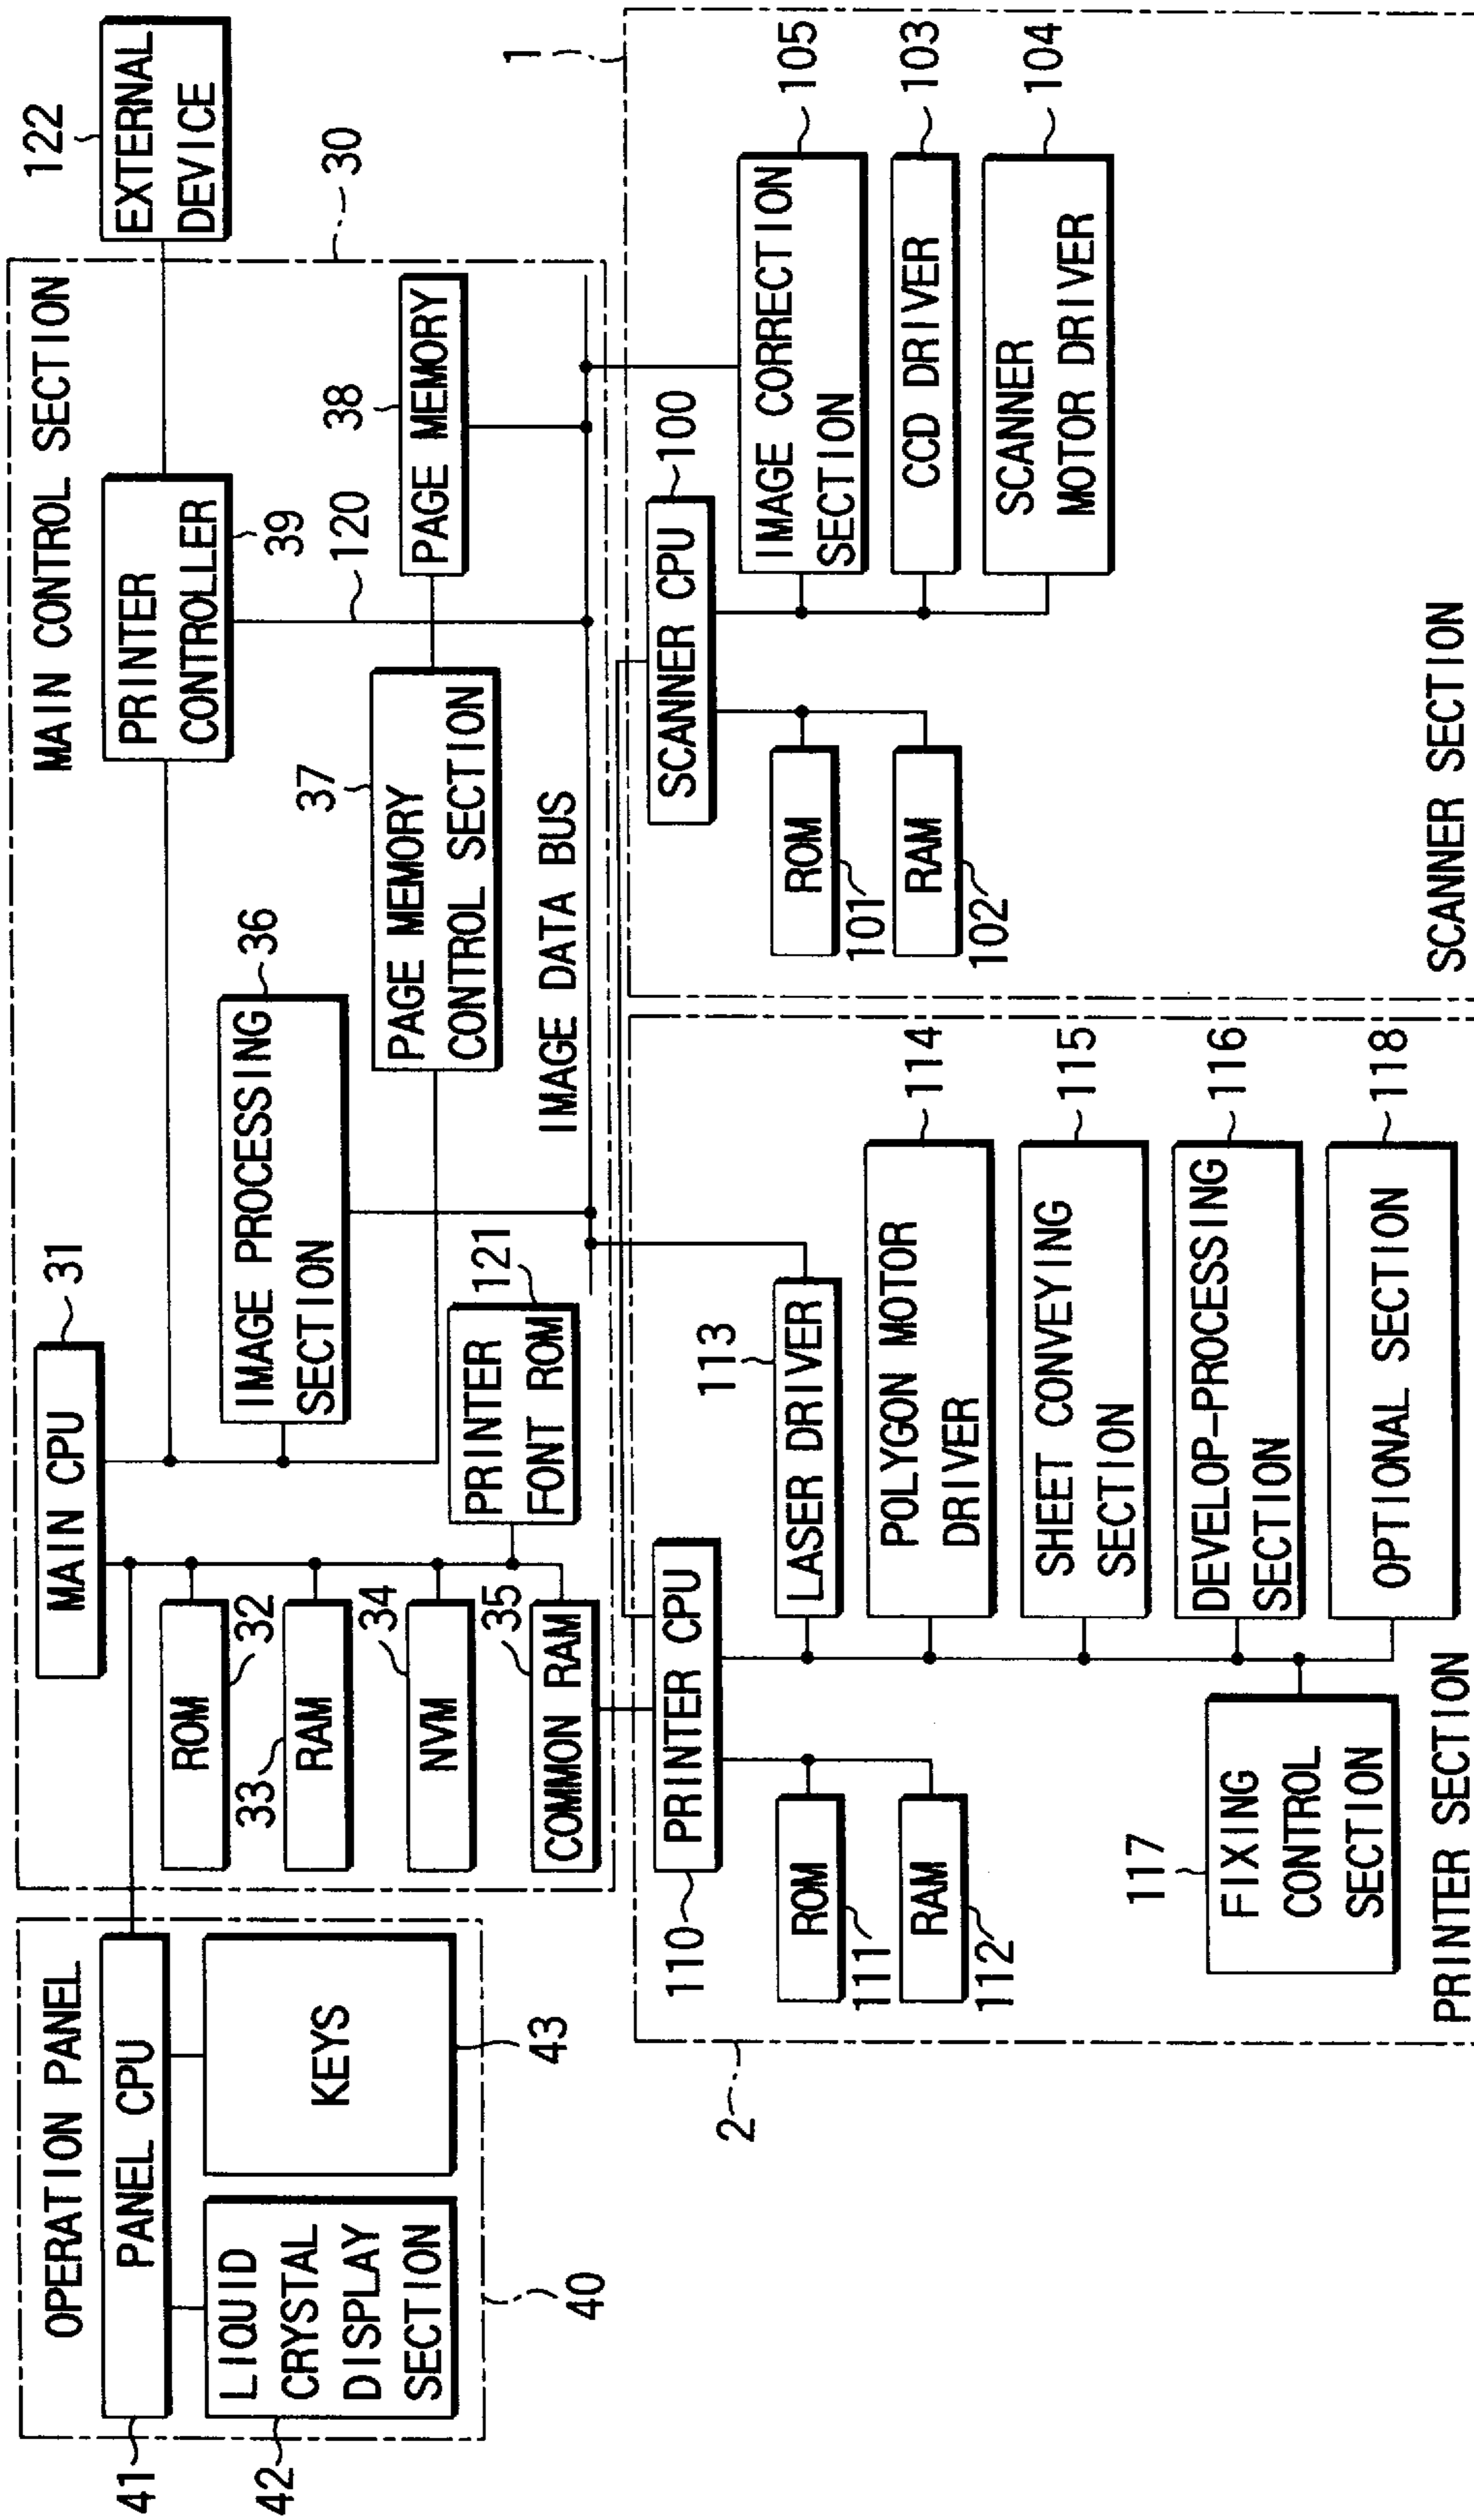 OPERATION PANEL
41
PANEL CPU
42
LIQUID
CRYSTAL
DISPLAY
SECTION
KEYS
43
40
MAIN CONTROL SECTION
30
MAIN CPU
31
ROM
32
33
RAM
34
NVM
35
COMMON RAM
PRINTER
FONT ROM
121
IMAGE PROCESSING
SECTION
36
PAGE MEMORY
CONTROL SECTION
37
PAGE MEMORY
38
PRINTER
CONTROLLER
39
120
IMAGE DATA BUS
122
EXTERNAL
DEVICE
2
110
PRINTER CPU
ROM
111
RAM
112
113
LASER DRIVER
POLYGON MOTOR
DRIVER
114
SHEET CONVEYING
SECTION
115
DEVELOP-PROCESSING
SECTION
116
117
FIXING
CONTROL
SECTION
OPTIONAL SECTION
118
PRINTER SECTION
1
SCANNER CPU
100
ROM
101
RAM
102
IMAGE CORRECTION
SECTION
105
CCD DRIVER
103
SCANNER
MOTOR DRIVER
104
SCANNER SECTION